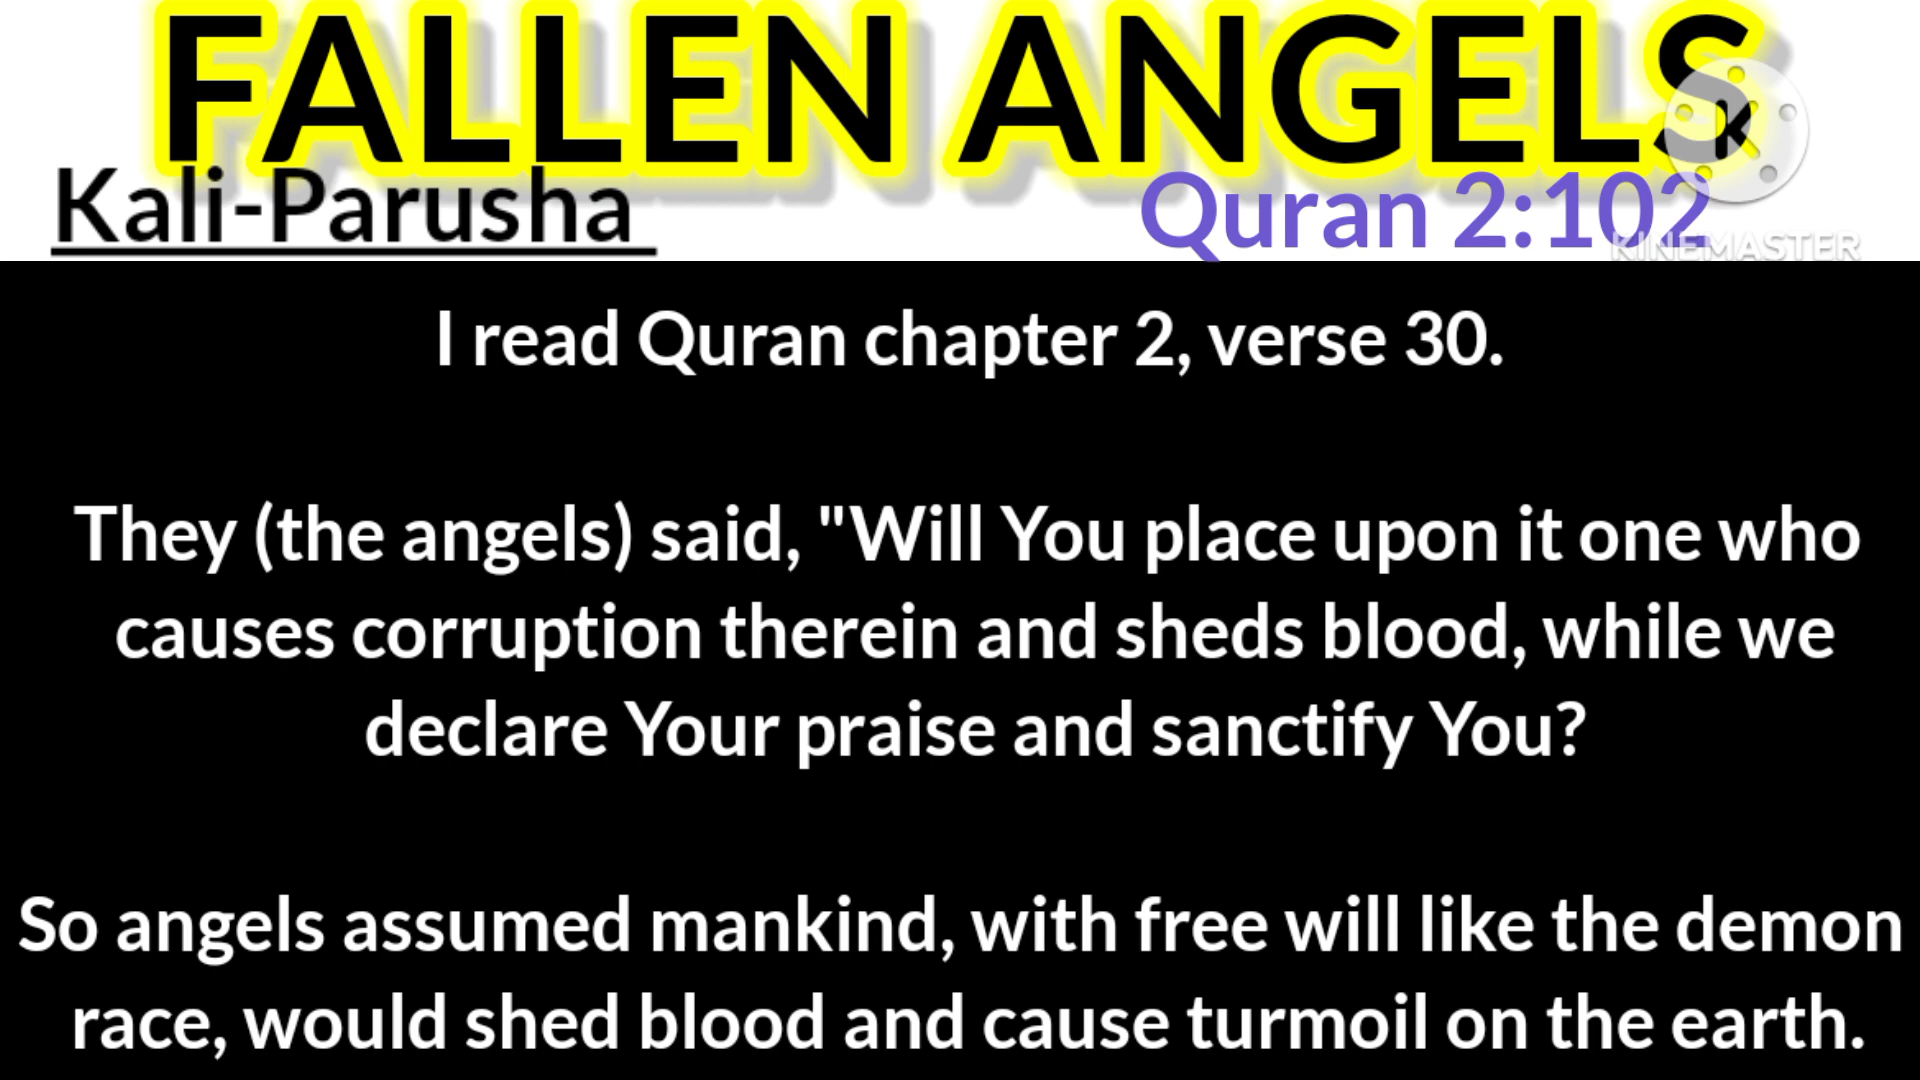 FALLEN ANGELS
Kali-Parusha
Quran 2:102
KINEMASTER
I read Quran chapter 2, verse 30.
They (the angels) said, "Will You place upon it one who
causes corruption therein and sheds blood, while we
declare Your praise and sanctify You?
So angels assumed mankind, with free will like the demon
race, would shed blood and cause turmoil on the earth.